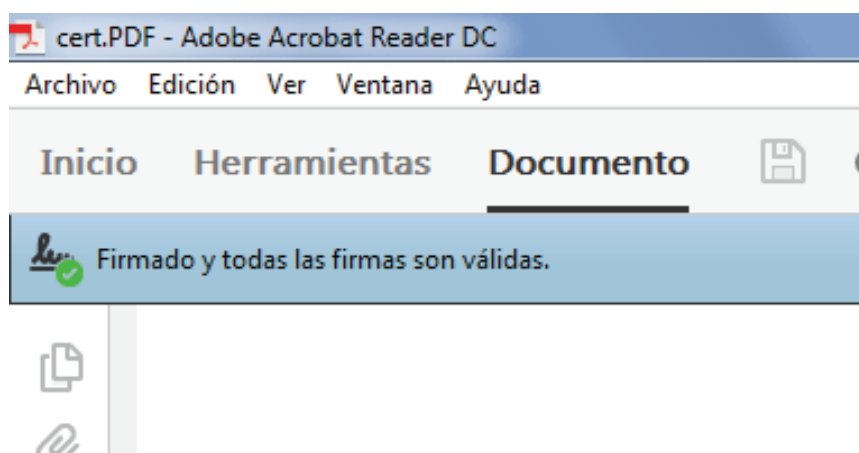 cert.PDF - Adobe Acrobat Reader DC
Archivo Edición Ver Ventana Ayuda
Inicio Herramientas Documento
Firmado y todas las firmas son válidas.